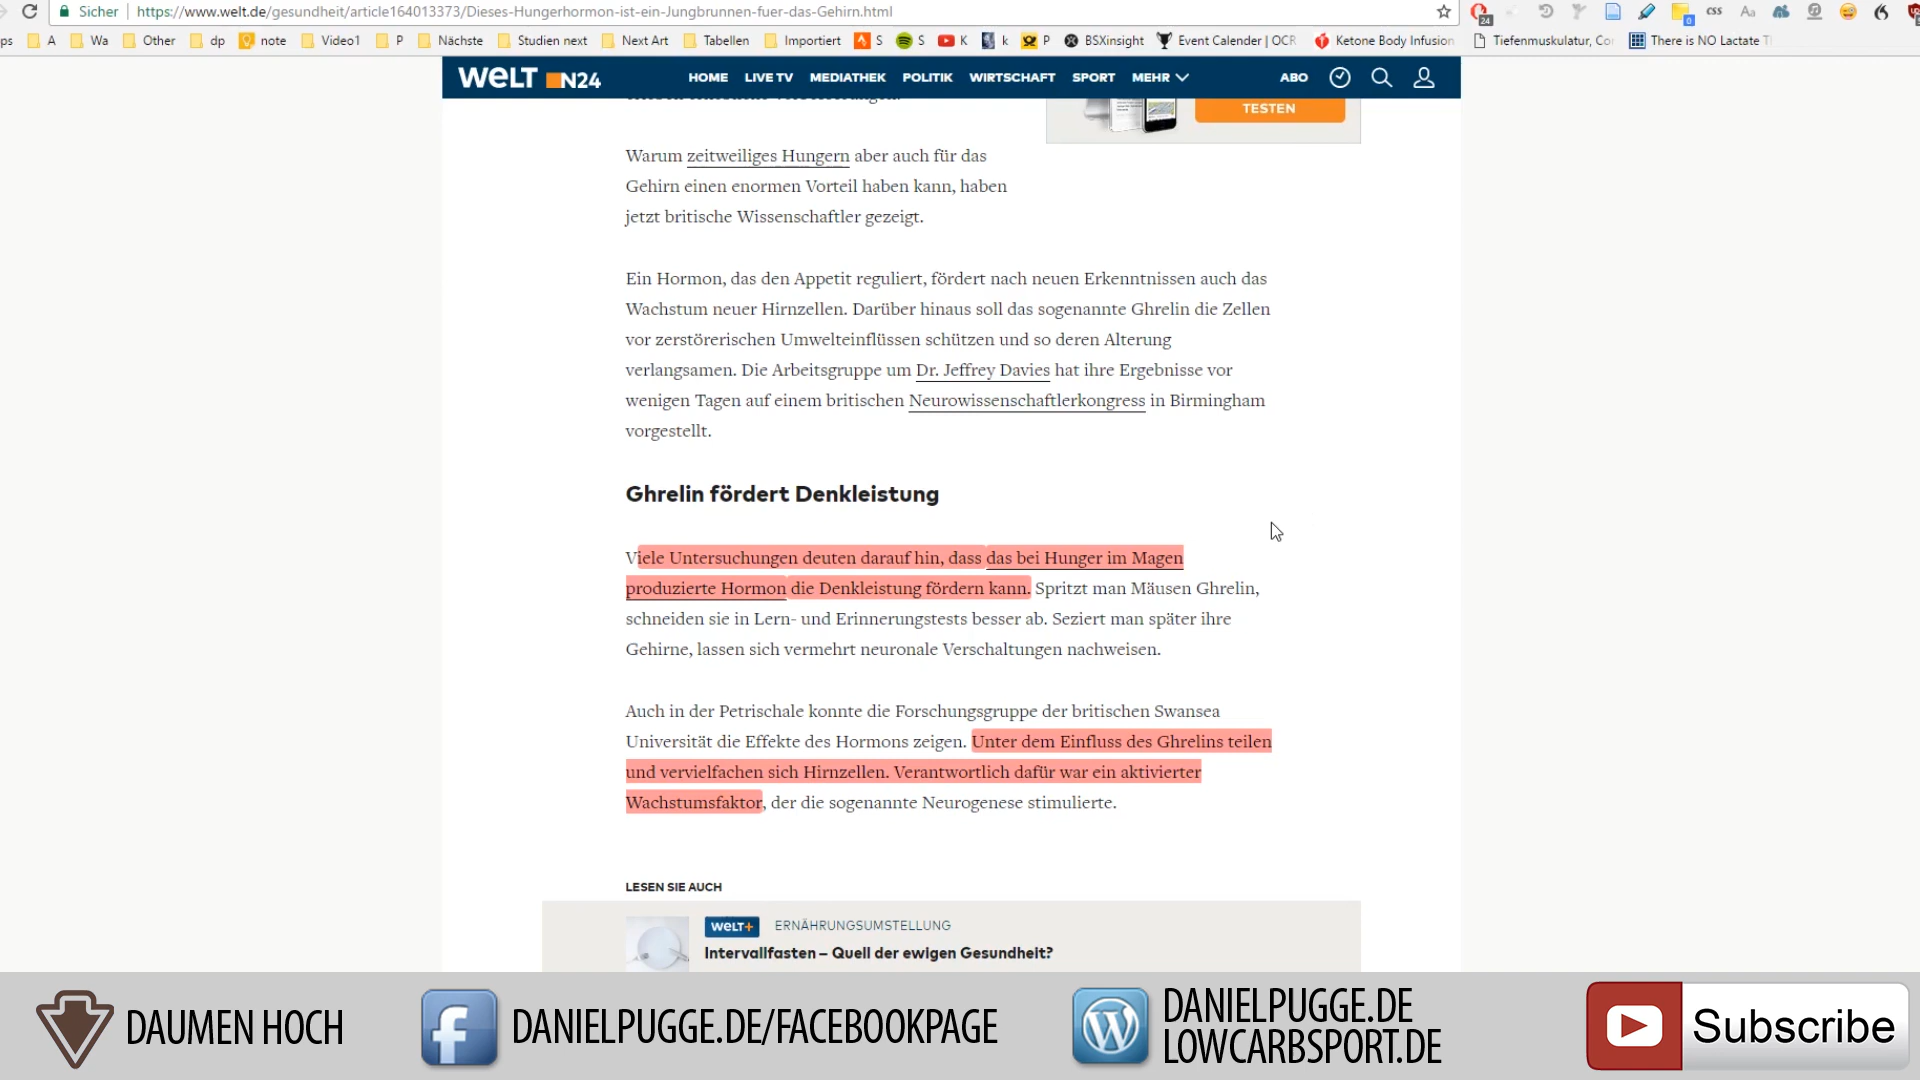 Sicher https://www.welt.de/gesundheit/article164013373/Dieses-Hungerhormon-ist-ein-Jungbrunnen-fuer-das-Gehirn.html
24 0 css Aa
ps A Wa Other dp note Video1 P Nächste Studien next Next Art Tabellen Importiert S S K k P BSXinsight Event Calender | OCR Ketone Body Infusion Tiefenmuskulatur, Co There is NO Lactate T
WELT N24 HOME LIVE TV MEDIATHEK POLITIK WIRTSCHAFT SPORT MEHR ABO
TESTEN
Warum zeitweiliges Hungern aber auch für das
Gehirn einen enormen Vorteil haben kann, haben
jetzt britische Wissenschaftler gezeigt.
Ein Hormon, das den Appetit reguliert, fördert nach neuen Erkenntnissen auch das
Wachstum neuer Hirnzellen. Darüber hinaus soll das sogenannte Ghrelin die Zellen
vor zerstörerischen Umwelteinflüssen schützen und so deren Alterung
verlangsamen. Die Arbeitsgruppe um Dr. Jeffrey Davies hat ihre Ergebnisse vor
wenigen Tagen auf einem britischen Neurowissenschaftlerkongress in Birmingham
vorgestellt.
Ghrelin fördert Denkleistung
Viele Untersuchungen deuten darauf hin, dass das bei Hunger im Magen
produzierte Hormon die Denkleistung fördern kann. Spritzt man Mäusen Ghrelin,
schneiden sie in Lern- und Erinnerungstests besser ab. Seziert man später ihre
Gehirne, lassen sich vermehrt neuronale Verschaltungen nachweisen.
Auch in der Petrischale konnte die Forschungsgruppe der britischen Swansea
Universität die Effekte des Hormons zeigen. Unter dem Einfluss des Ghrelins teilen
und vervielfachen sich Hirnzellen. Verantwortlich dafür war ein aktivierter
Wachstumsfaktor, der die sogenannte Neurogenese stimulierte.
LESEN SIE AUCH
WELT+ ERNÄHRUNGSUMSTELLUNG
Intervallfasten – Quell der ewigen Gesundheit?
DAUMEN HOCH
DANIELPUGGE.DE/FACEBOOKPAGE
DANIELPUGGE.DE
LOWCARBSPORT.DE
Subscribe